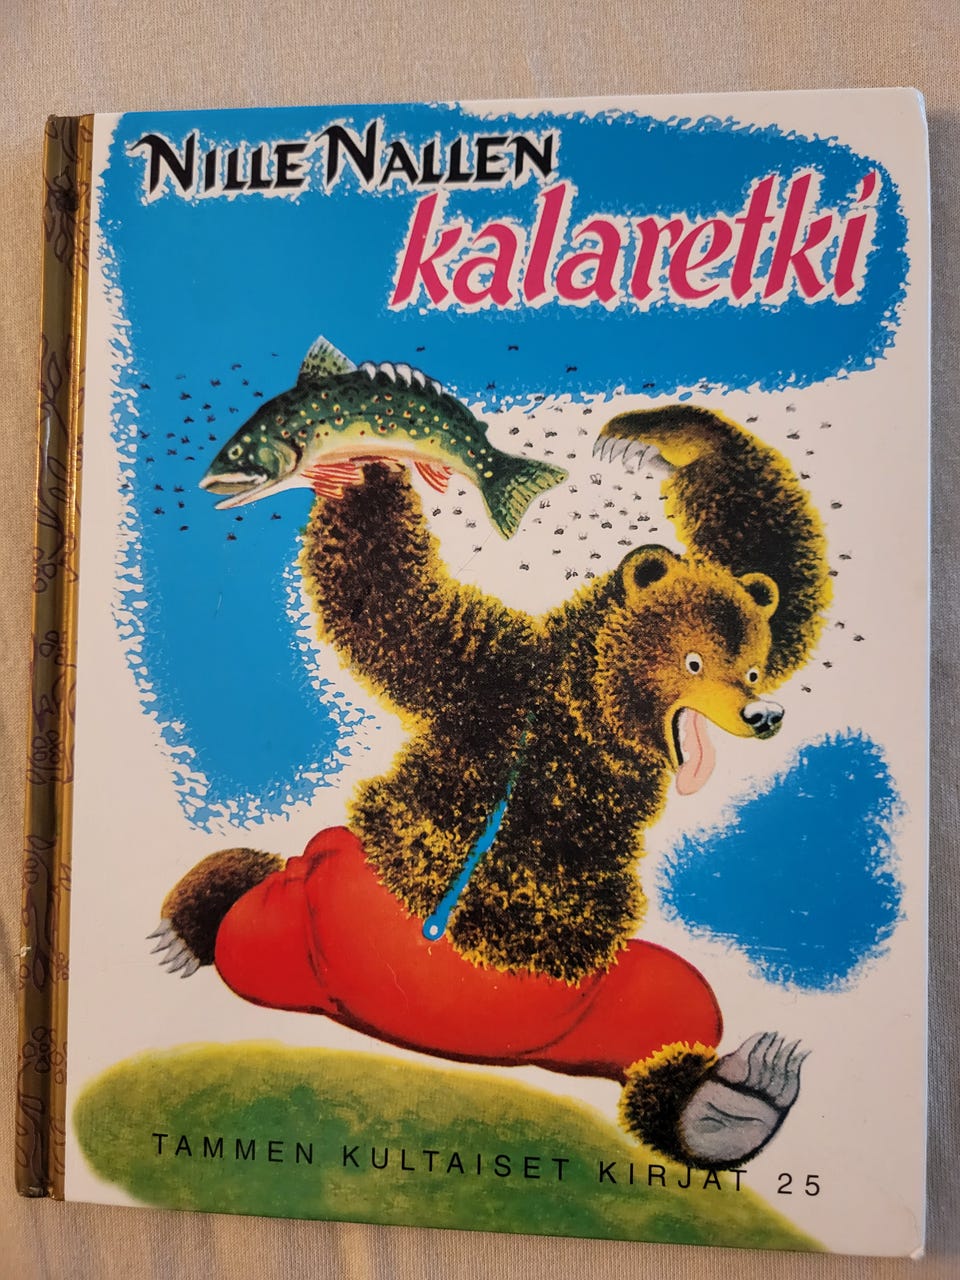 NILLE NALLEN
kalaretki
TAMMEN KULTAISET KIRJAT 25